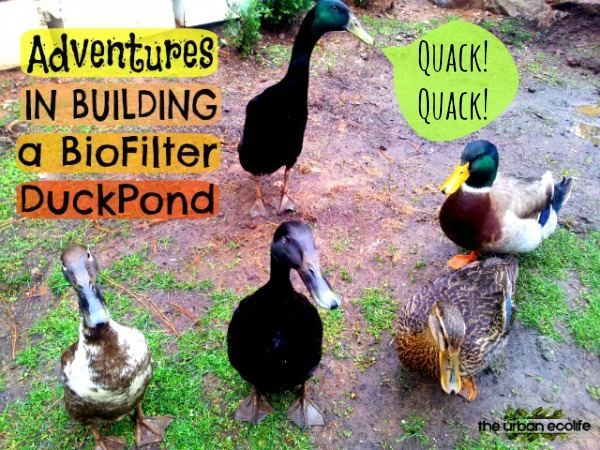 Adventures
IN BUILDING
a BioFilter
DuckPond
Quack!
Quack!
the urban ecolife